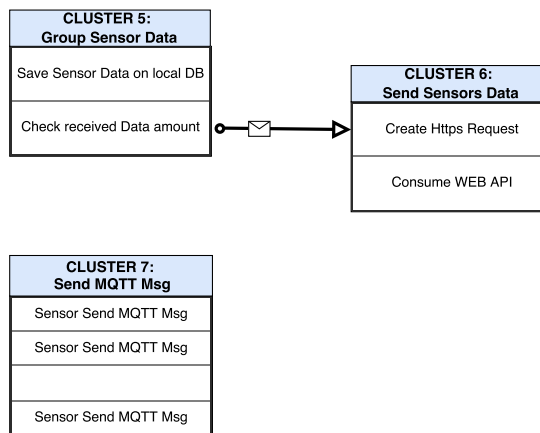 CLUSTER 5:
Group Sensor Data
Save Sensor Data on local DB
Check received Data amount
CLUSTER 6:
Send Sensors Data
Create Https Request
Consume WEB API
CLUSTER 7:
Send MQTT Msg
Sensor Send MQTT Msg
Sensor Send MQTT Msg
Sensor Send MQTT Msg